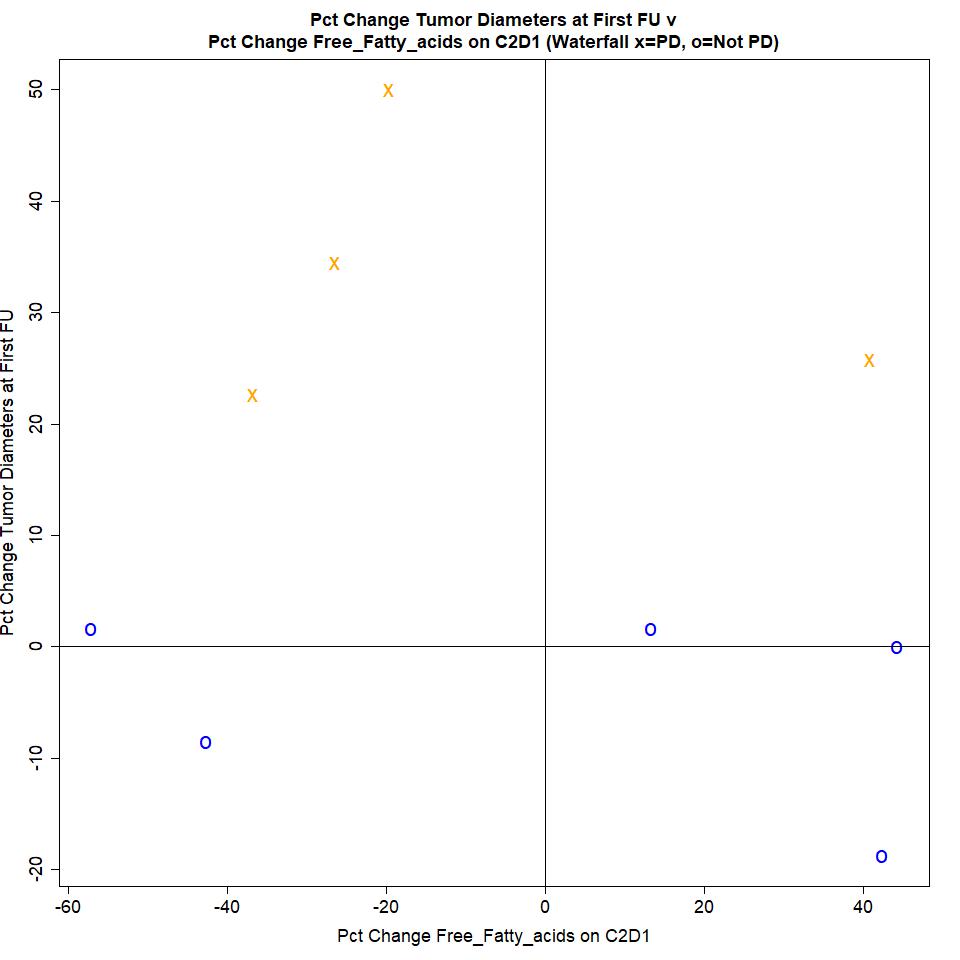 Pct Change Tumor Diameters at First FU v
Pct Change Free_Fatty_acids on C2D1 (Waterfall x=PD, o=Not PD)
Pct Change Tumor Diameters at First FU
50
40
30
20
10
0
-10
-20
X
X
X
X
O
O
O
O
O
-60
-40
-20
0
20
40
Pct Change Free_Fatty_acids on C2D1